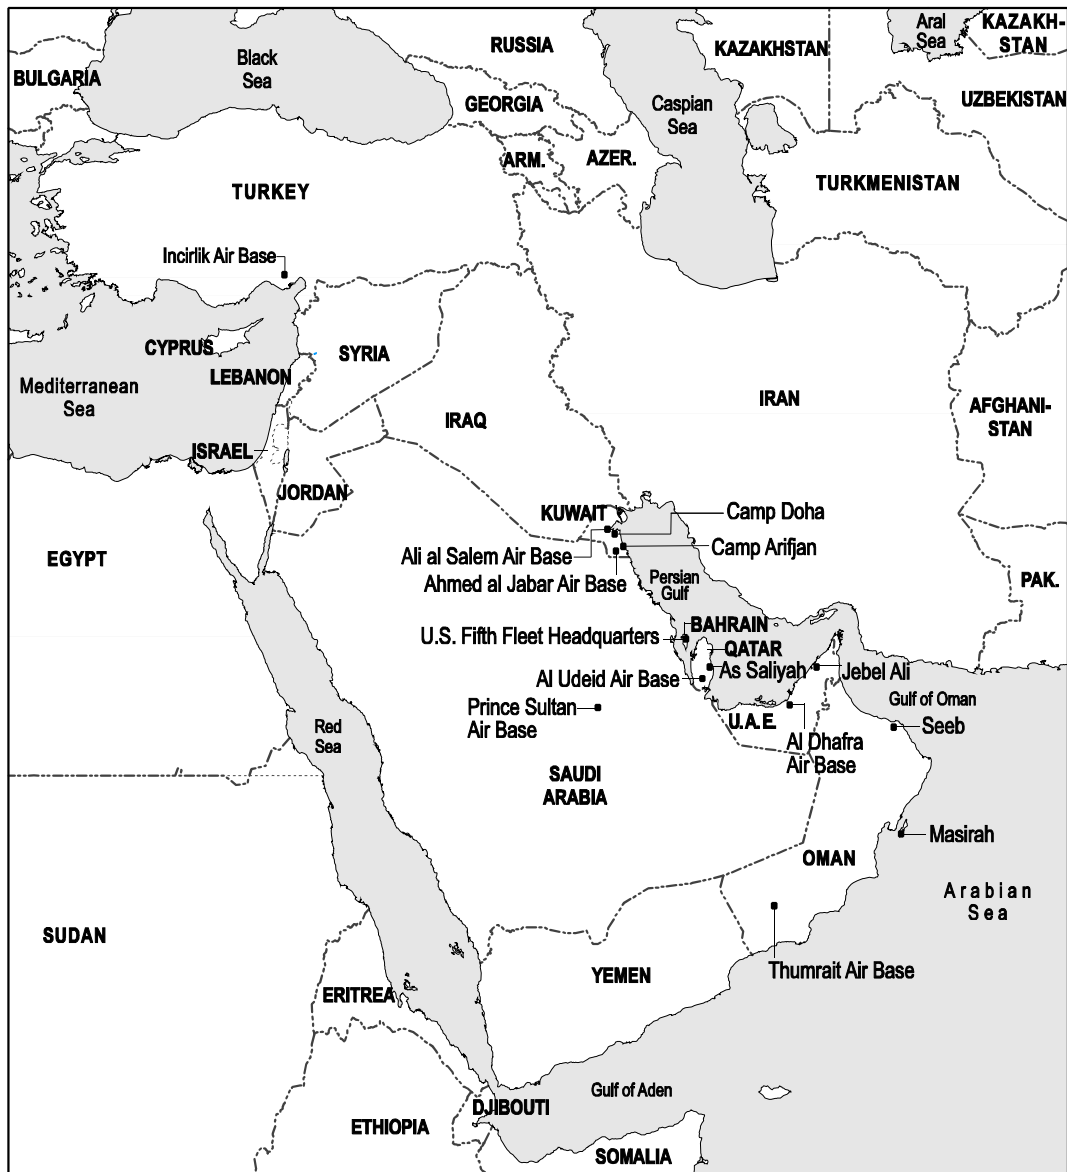 Aral
Sea
KAZAKH-
STAN
RUSSIA
KAZAKHSTAN
Black
Sea
BULGARIA
GEORGIA
Caspian
Sea
UZBEKISTAN
ARM.
AZER.
TURKEY
TURKMENISTAN
Incirlik Air Base
CYPRUS
SYRIA
LEBANON
Mediterranean
Sea
IRAN
IRAQ
AFGHANI-
STAN
ISRAEL
JORDAN
KUWAIT
Camp Doha
Camp Arifjan
Ali al Salem Air Base
Ahmed al Jabar Air Base
EGYPT
Persian
Gulf
PAK.
BAHRAIN
U.S. Fifth Fleet Headquarters
QATAR
As Saliyah
Jebel Ali
Al Udeid Air Base
Gulf of Oman
Prince Sultan
Air Base
U.A.E.
Seeb
Red
Sea
Al Dhafra
Air Base
SAUDI
ARABIA
Masirah
OMAN
Arabian
Sea
SUDAN
Thumrait Air Base
YEMEN
ERITREA
Gulf of Aden
DJIBOUTI
ETHIOPIA
SOMALIA